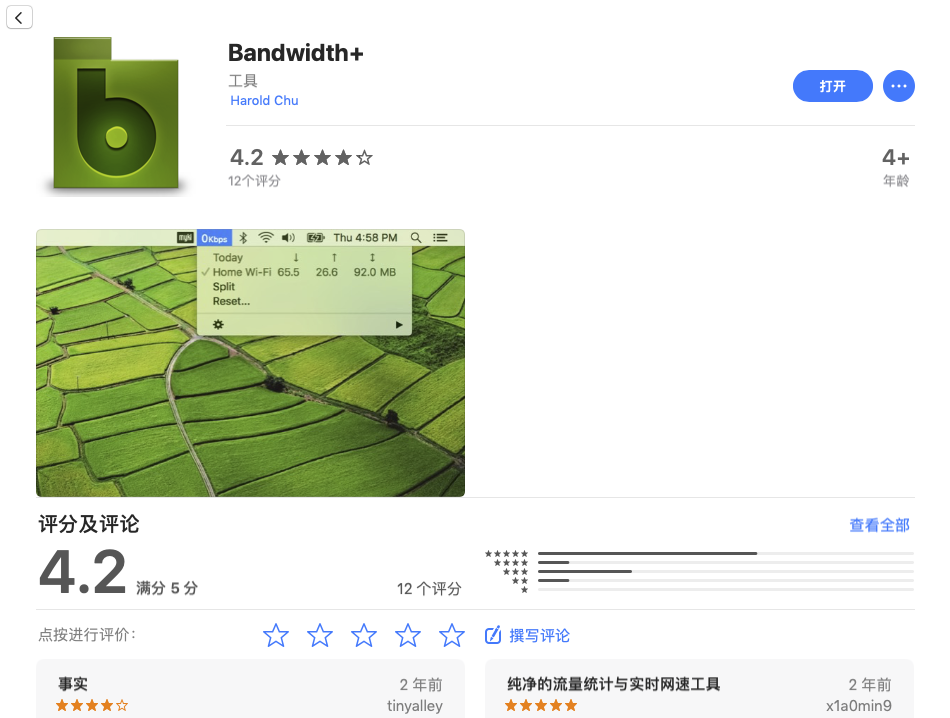 Bandwidth+
工具
Harold Chu
打开
4.2
12个评分
4+
年龄
0Kbps Thu 4:58 PM
Today
Home Wi-Fi 65.5 26.6 92.0 MB
Split
Reset...
评分及评论
查看全部
4.2 满分 5 分
12 个评分
点按进行评价：
撰写评论
事实 2 年前
tinyalley
纯净的流量统计与实时网速工具 2 年前
x1a0min9